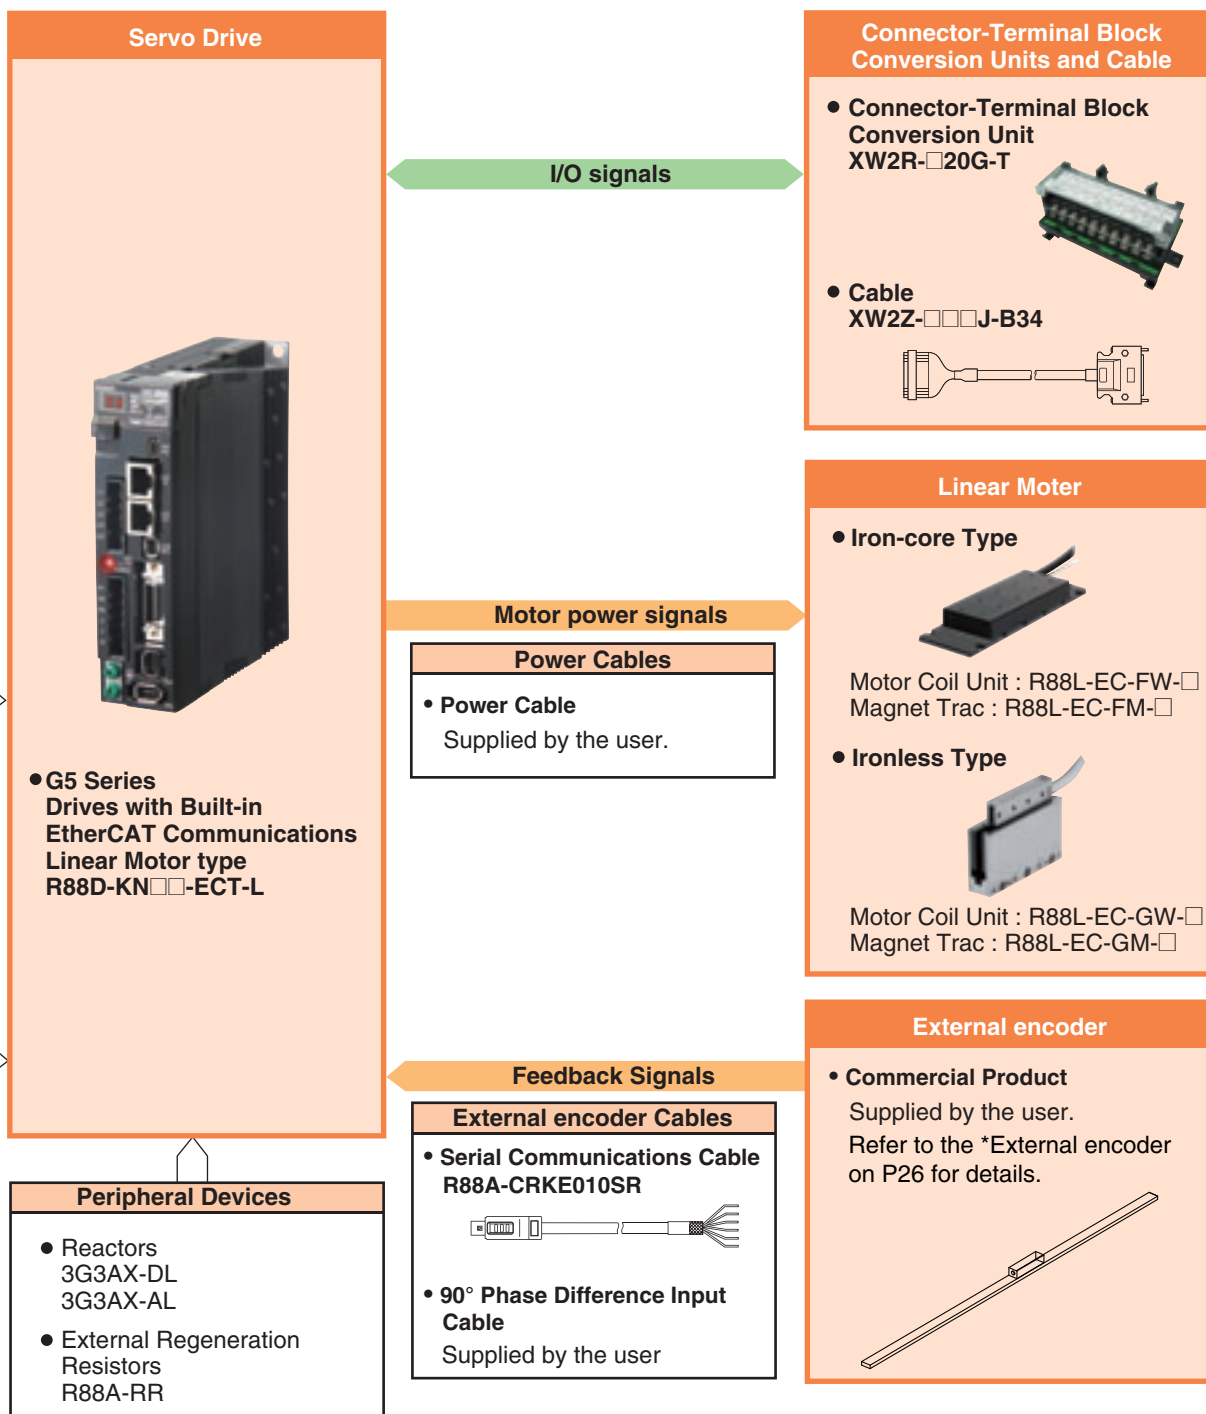 Servo Drive
G5 Series
Drives with Built-in
EtherCAT Communications
Linear Motor type
R88D-KN□□-ECT-L
Peripheral Devices
Reactors
3G3AX-DL
3G3AX-AL
External Regeneration
Resistors
R88A-RR
I/O signals
Motor power signals
Power Cables
• Power Cable
Supplied by the user.
Feedback Signals
External encoder Cables
• Serial Communications Cable
R88A-CRKE010SR
• 90° Phase Difference Input
Cable
Supplied by the user
Connector-Terminal Block
Conversion Units and Cable
● Connector-Terminal Block
Conversion Unit
XW2R-□20G-T
● Cable
XW2Z-□□□J-B34
Linear Moter
● Iron-core Type
Motor Coil Unit : R88L-EC-FW-□
Magnet Trac : R88L-EC-FM-□
● Ironless Type
Motor Coil Unit : R88L-EC-GW-□
Magnet Trac : R88L-EC-GM-□
External encoder
• Commercial Product
Supplied by the user.
Refer to the *External encoder
on P26 for details.